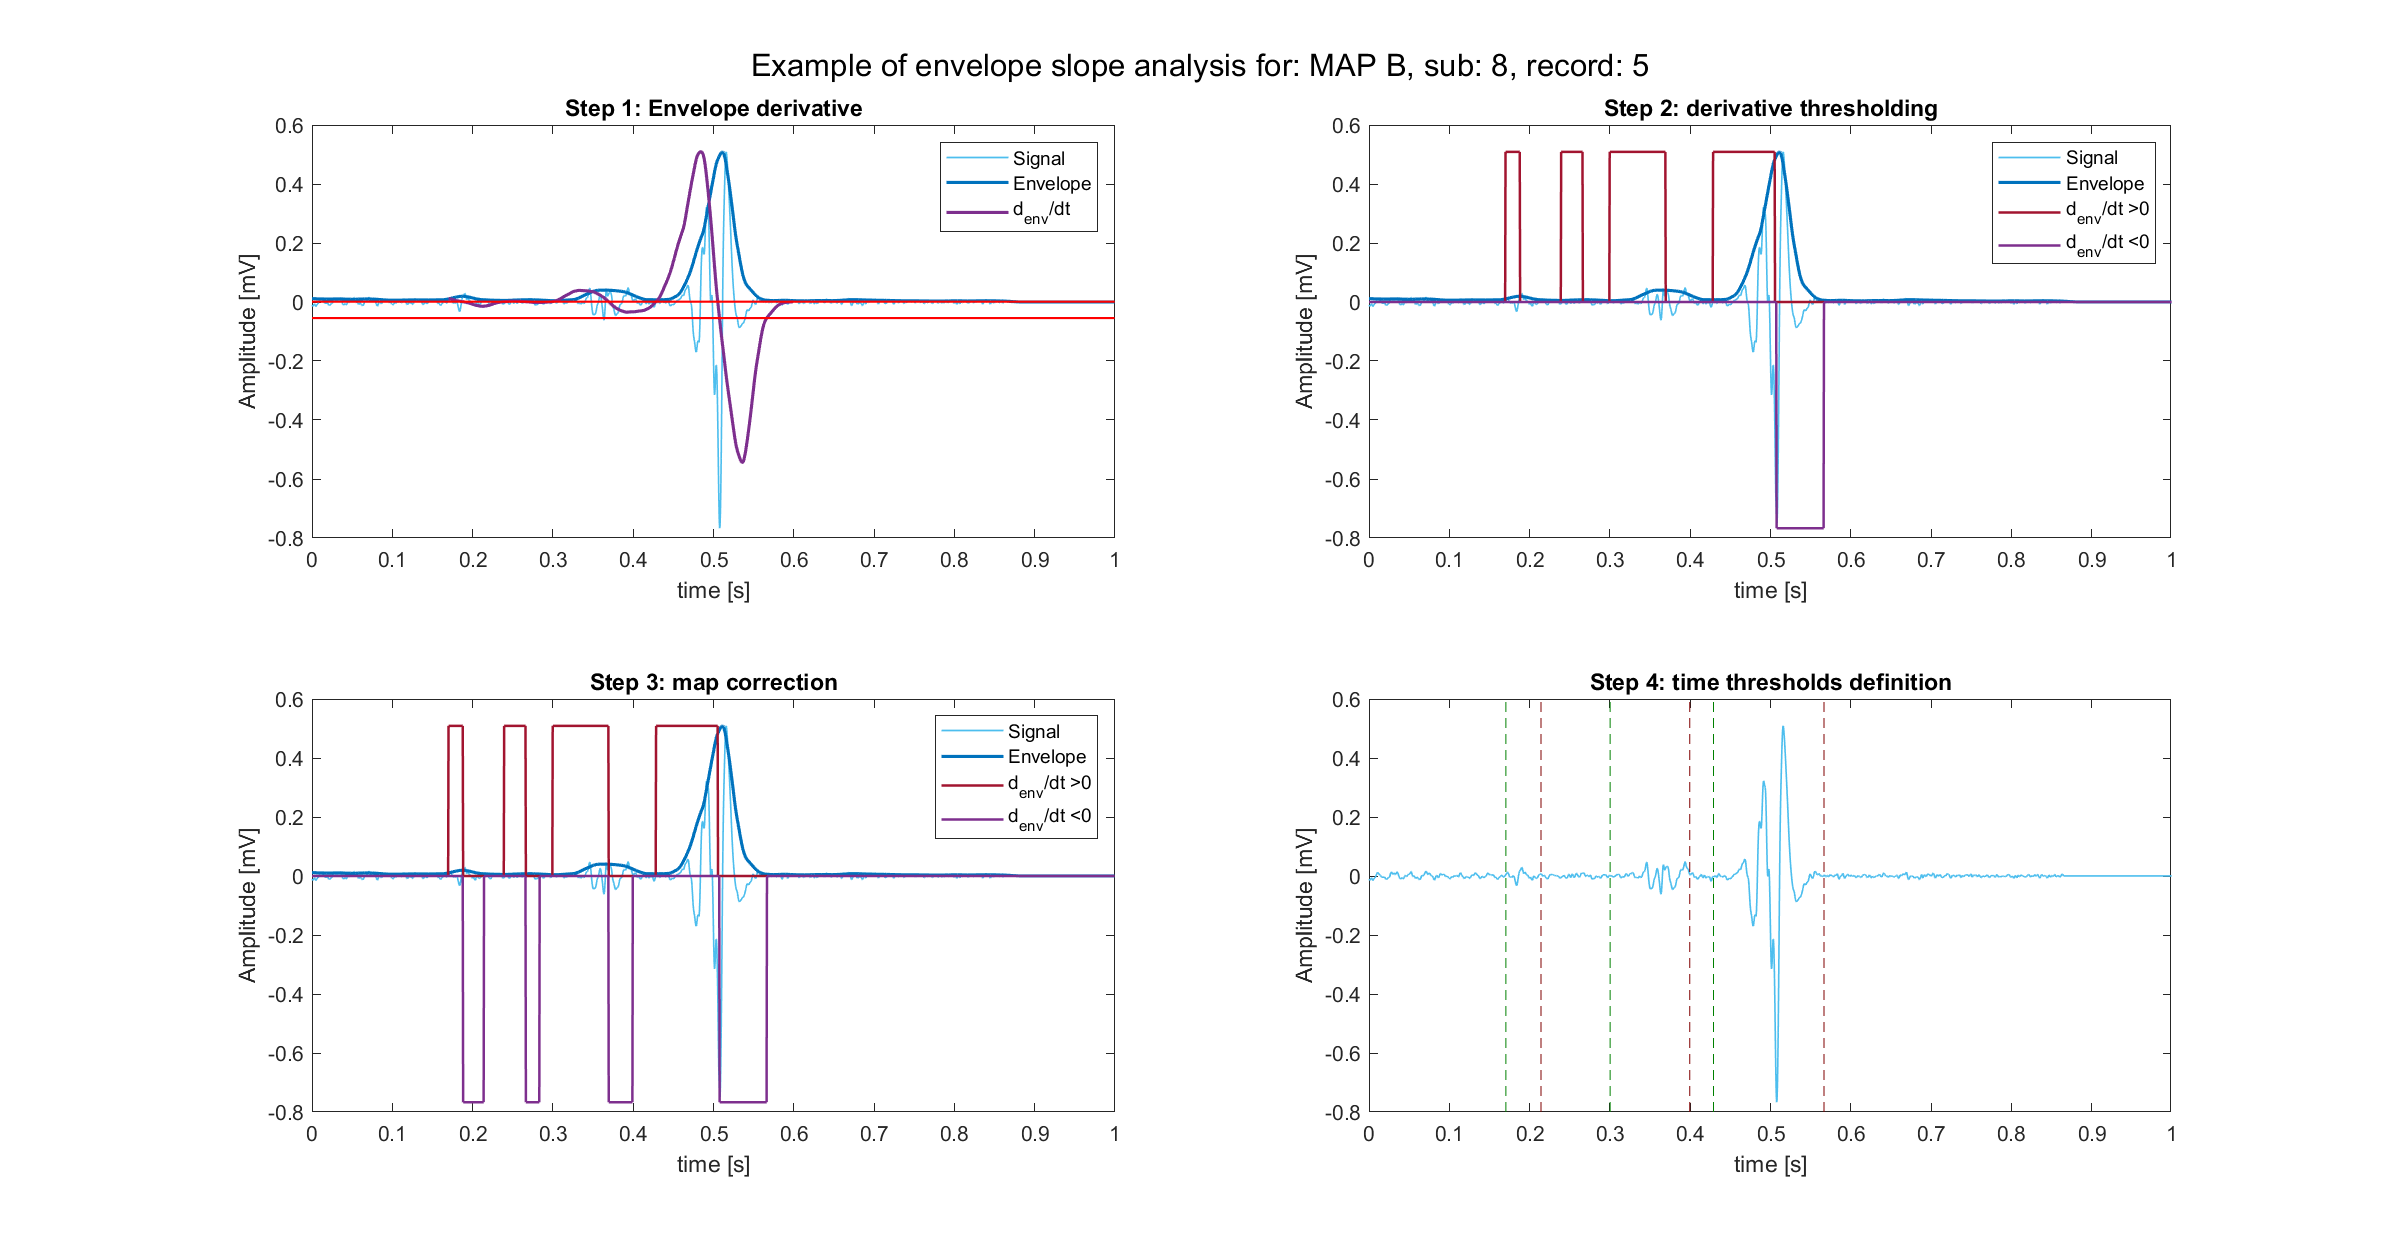 Example of envelope slope analysis for: MAP B, sub: 8, record: 5
Step 1: Envelope derivative
0.6
0.4
0.2
0
-0.2
-0.4
-0.6
-0.8
Amplitude [mV]
Signal
Envelope
d_env/dt
0 0.1 0.2 0.3 0.4 0.5 0.6 0.7 0.8 0.9 1
time [s]
Step 2: derivative thresholding
0.6
0.4
0.2
0
-0.2
-0.4
-0.6
-0.8
Amplitude [mV]
Signal
Envelope
d_env/dt >0
d_env/dt <0
0 0.1 0.2 0.3 0.4 0.5 0.6 0.7 0.8 0.9 1
time [s]
Step 3: map correction
0.6
0.4
0.2
0
-0.2
-0.4
-0.6
-0.8
Amplitude [mV]
Signal
Envelope
d_env/dt >0
d_env/dt <0
0 0.1 0.2 0.3 0.4 0.5 0.6 0.7 0.8 0.9 1
time [s]
Step 4: time thresholds definition
0.6
0.4
0.2
0
-0.2
-0.4
-0.6
-0.8
Amplitude [mV]
0 0.1 0.2 0.3 0.4 0.5 0.6 0.7 0.8 0.9 1
time [s]